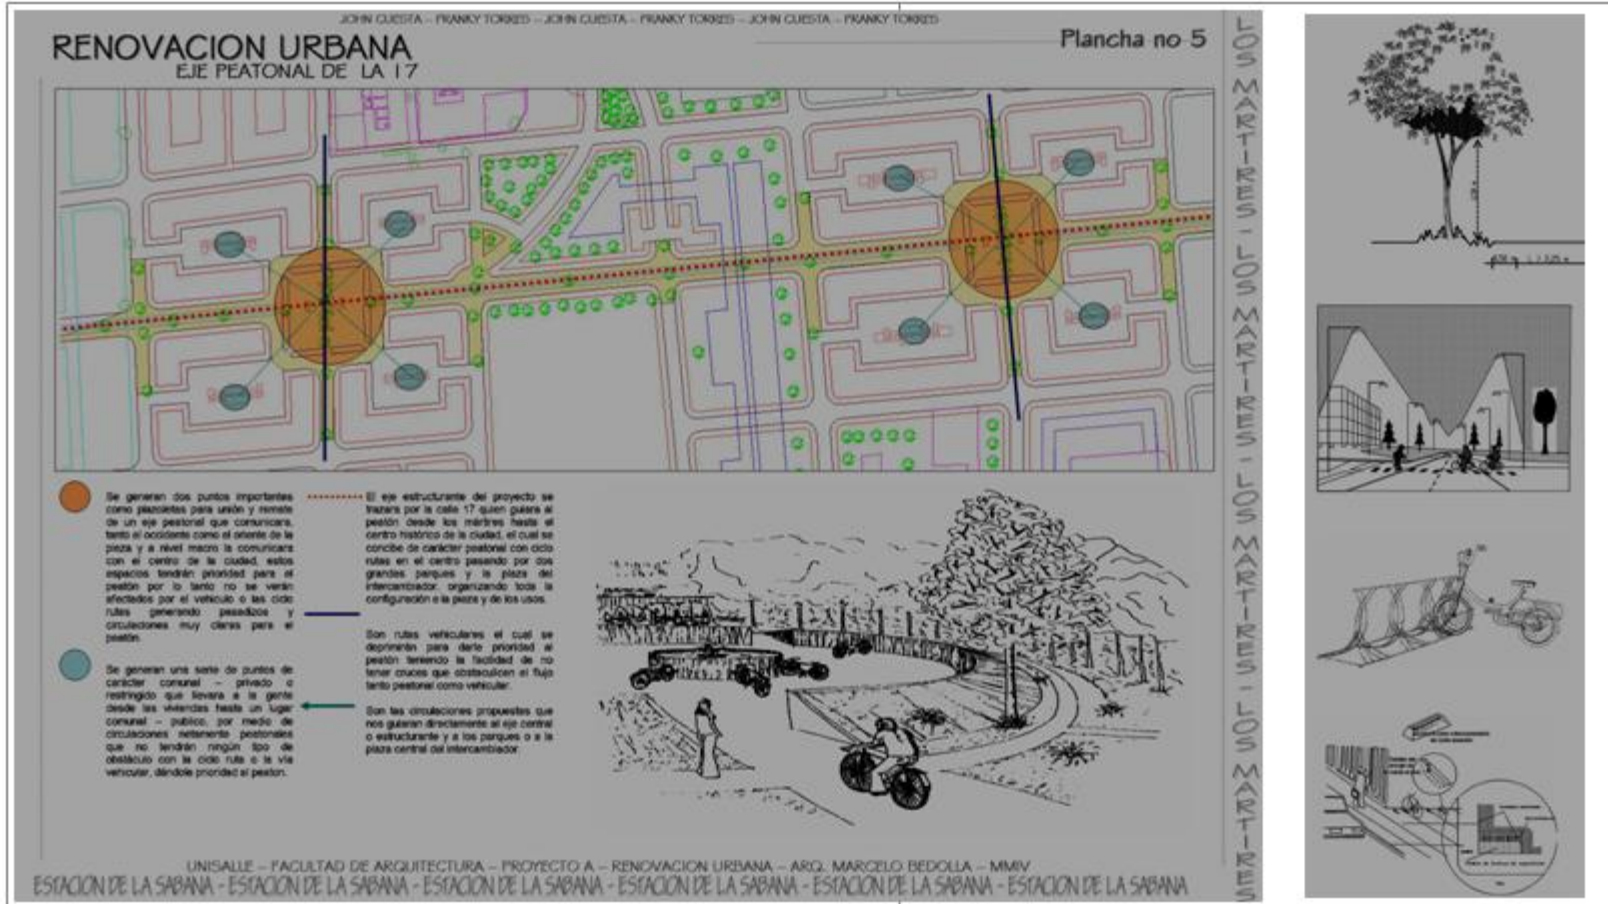 JOHN CUESTA – FRANKY TORRES – JOHN CUESTA – FRANKY TORRES – JOHN CUESTA – FRANKY TORRES
RENOVACION URBANA
EJE PEATONAL DE LA 17
Plancha no 5
LOS MARTIRES - LOS MARTIRES - LOS MARTIRES - LOS MARTIRES
Se generan dos puntos importantes
como plazoletas para unión y remate
de un eje peatonal que comunicara,
tanto el occidente como el oriente de la
pieza y a nivel macro la comunicara
con el centro de la ciudad, estos
espacios tendrán prioridad para el
peatón por lo tanto no se verán
afectados por el vehiculo o las ciclo
rutas generando pasadizos y
circulaciones muy claras para el
peatón.
Se generan una serie de puntos de
carácter comunal – privado o
restringido que llevara a la gente
desde las viviendas hasta un lugar
comunal – publico, por medio de
circulaciones netamente peatonales
que no tendrán ningún tipo de
obstáculo con la ciclo ruta o la vía
vehicular, dándole prioridad al peatón.
El eje estructurante del proyecto se
trazara por la calle 17 quien guiara al
peatón desde los mártires hasta el
centro histórico de la ciudad, el cual se
concibe de carácter peatonal con ciclo
rutas en el centro pasando por dos
grandes parques y la plaza del
intercambiador, organizando toda la
configuración e la pieza y de los usos.
Son rutas vehiculares el cual se
deprimirán para darle prioridad al
peatón teniendo la facilidad de no
tener cruces que obstaculicen el flujo
tanto peatonal como vehicular.
Son las circulaciones propuestas que
nos guiaran directamente al eje central
o estructurante y a los parques o a la
plaza central del intercambiador.
UNISALLE – FACULTAD DE ARQUITECTURA – PROYECTO A – RENOVACION URBANA – ARQ. MARCELO BEDOLLA – MMIV
ESTACION DE LA SABANA - ESTACION DE LA SABANA - ESTACION DE LA SABANA - ESTACION DE LA SABANA - ESTACION DE LA SABANA - ESTACION DE LA SABANA